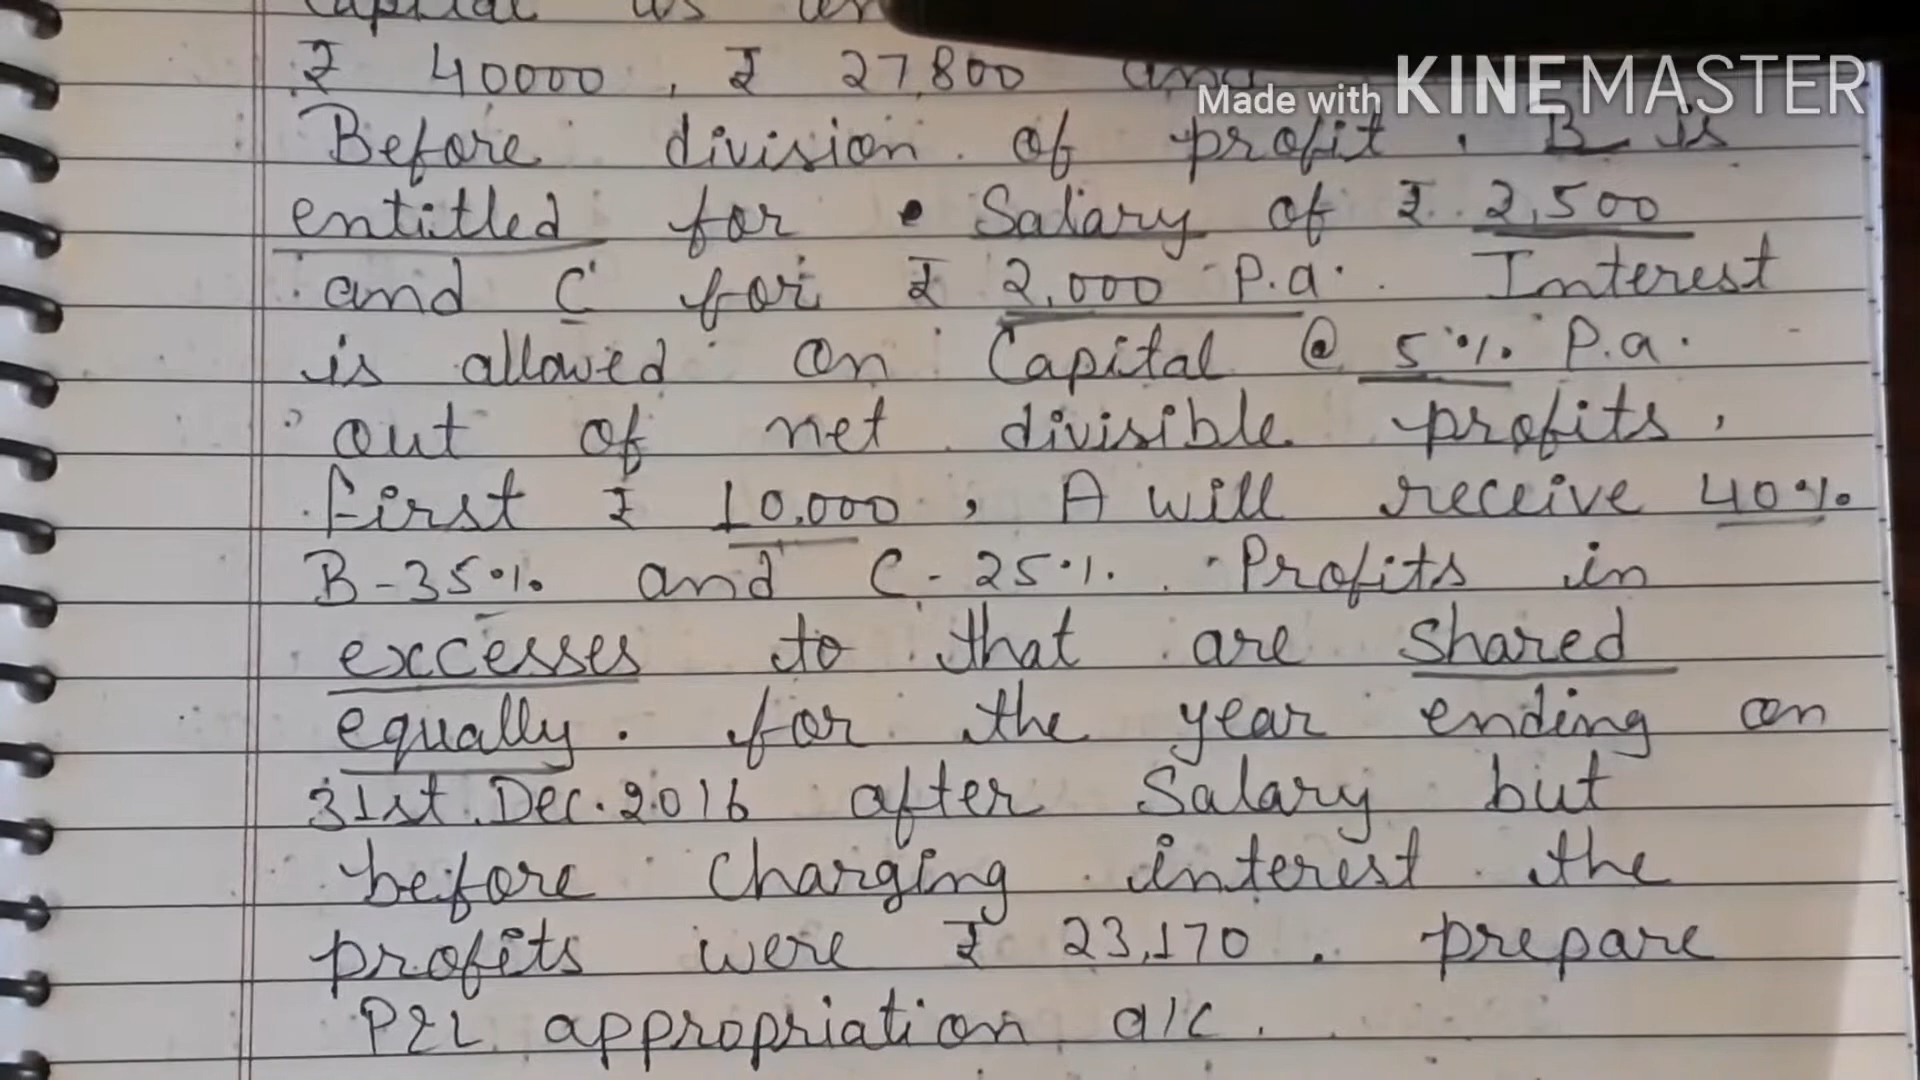 Capital as
₹ 40000, ₹ 27,800 and
Made with KINEMASTER
Before division of profit, B is
entitled for Salary of ₹ 2,500
and C for ₹ 2,000 P.a. Interest
is allowed on Capital @ 5% P.a.
out of net divisible profits,
first ₹ 10,000, A will receive 40%
B-35% and C-25%. Profits in
excesses to that are shared
equally. for the year ending on
31st Dec. 2016 after Salary but
before charging interest the
profits were ₹ 23,170. prepare
P&L appropriation a/c.